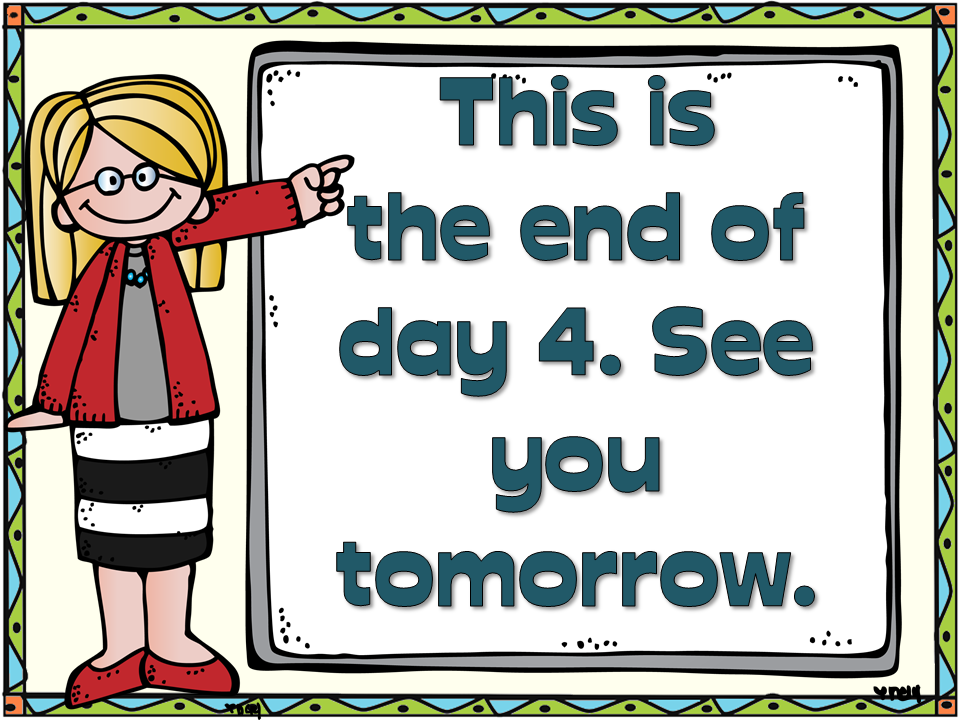 This is
the end of
day 4. See
you
tomorrow.